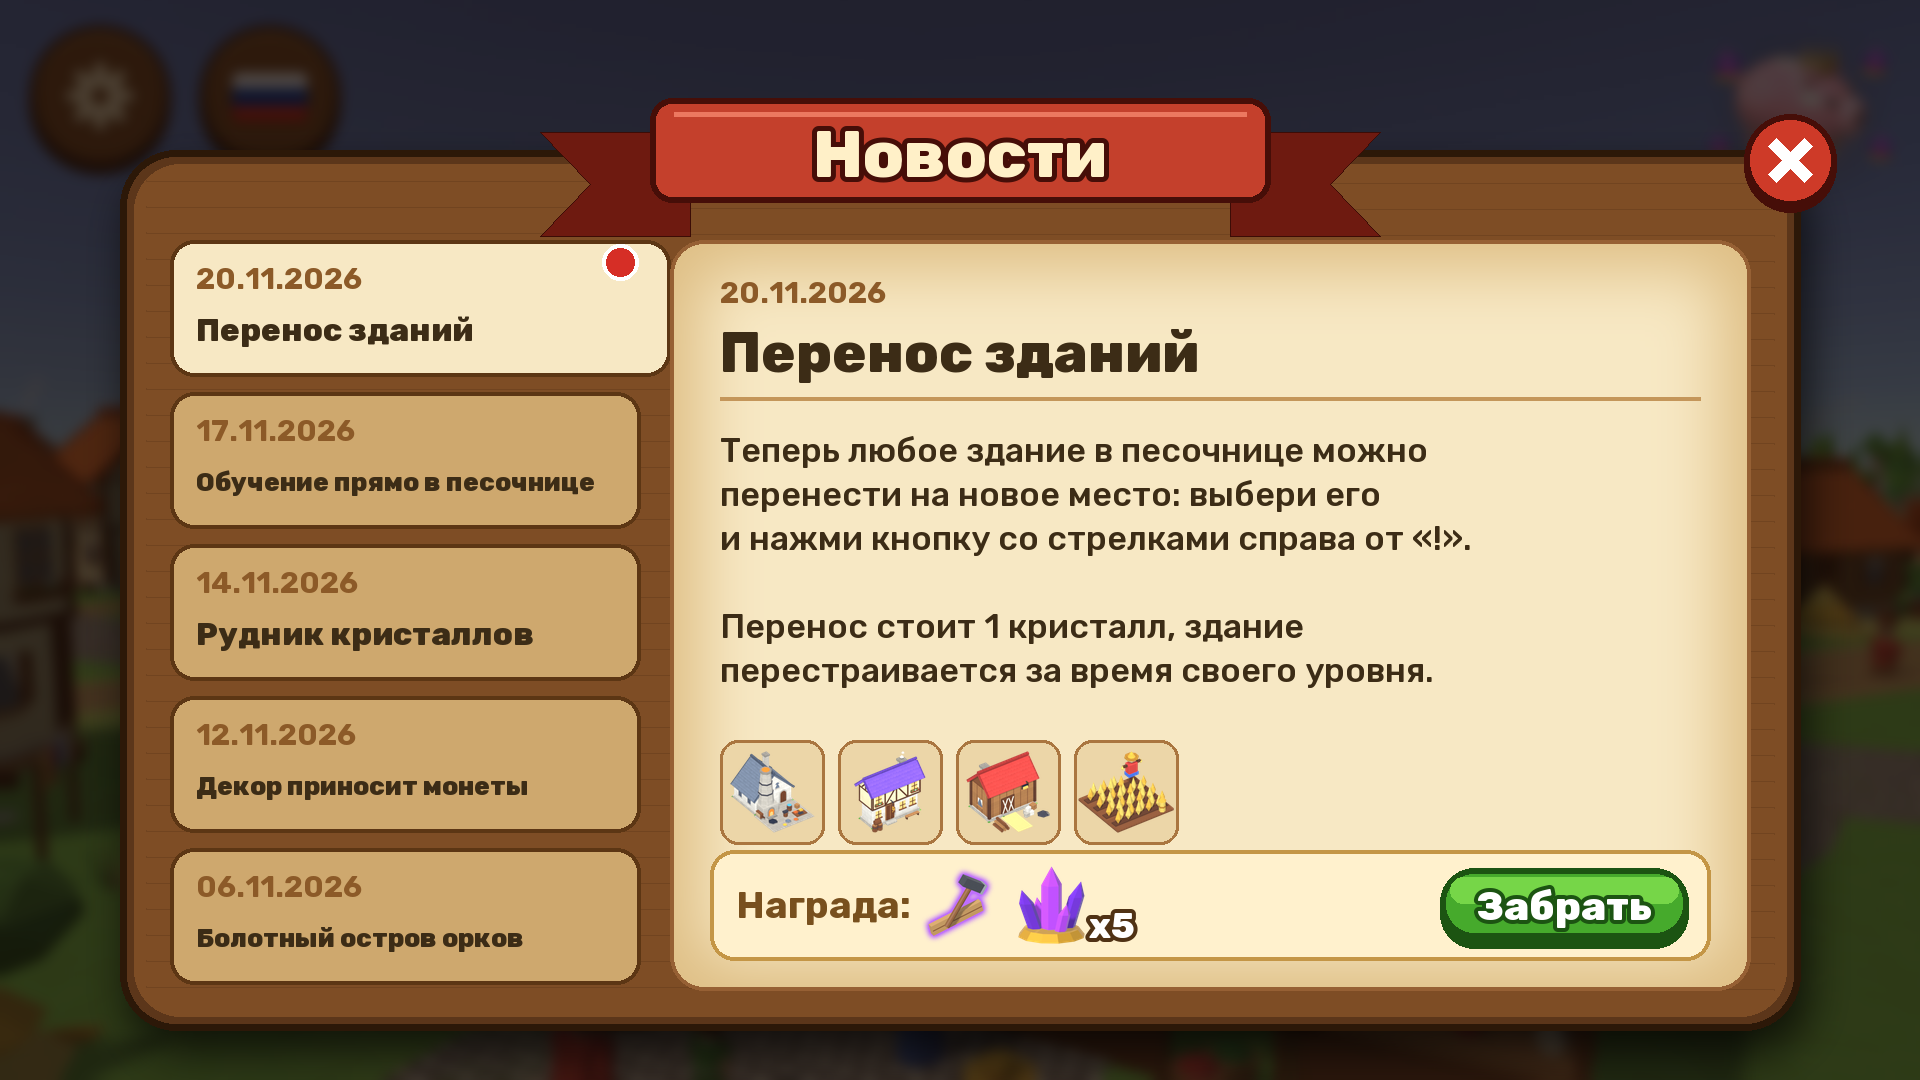 Новости
20.11.2026
Перенос зданий
17.11.2026
Обучение прямо в песочнице
14.11.2026
Рудник кристаллов
12.11.2026
Декор приносит монеты
06.11.2026
Болотный остров орков
20.11.2026
Перенос зданий
Теперь любое здание в песочнице можно
перенести на новое место: выбери его
и нажми кнопку со стрелками справа от «!».
Перенос стоит 1 кристалл, здание
перестраивается за время своего уровня.
Награда:
x5
Забрать